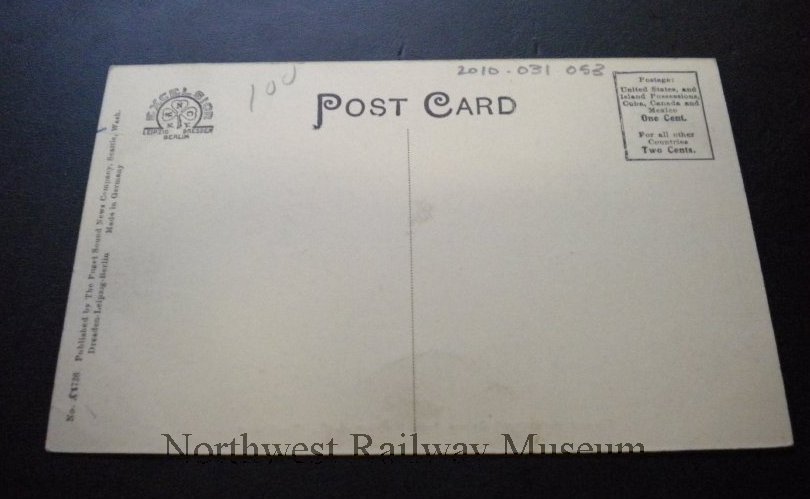 100
2010-031 053
EXCELSIOR
LEIPZIG DRESDEN
BERLIN
POST CARD
Postage:
United States, and
Island Possessions,
Cuba, Canada and
Mexico
One Cent.
For all other
Countries
Two Cents.
Published by The Puget Sound News Company, Seattle, Wash.
Dresden-Leipzig-Berlin Made in Germany
No.
Northwest Railway Museum